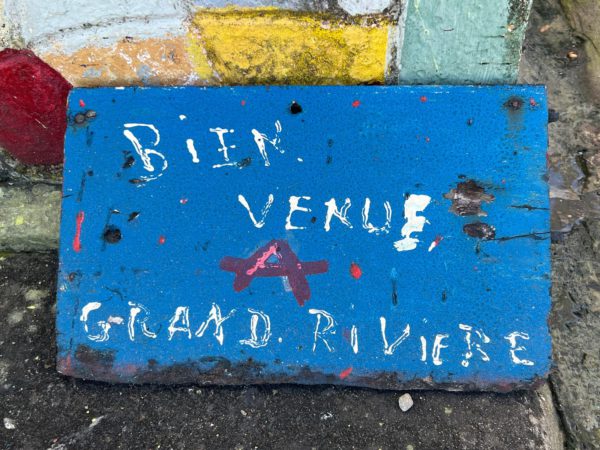 BiEN.
VENUE
A
GRAND. RiViERE